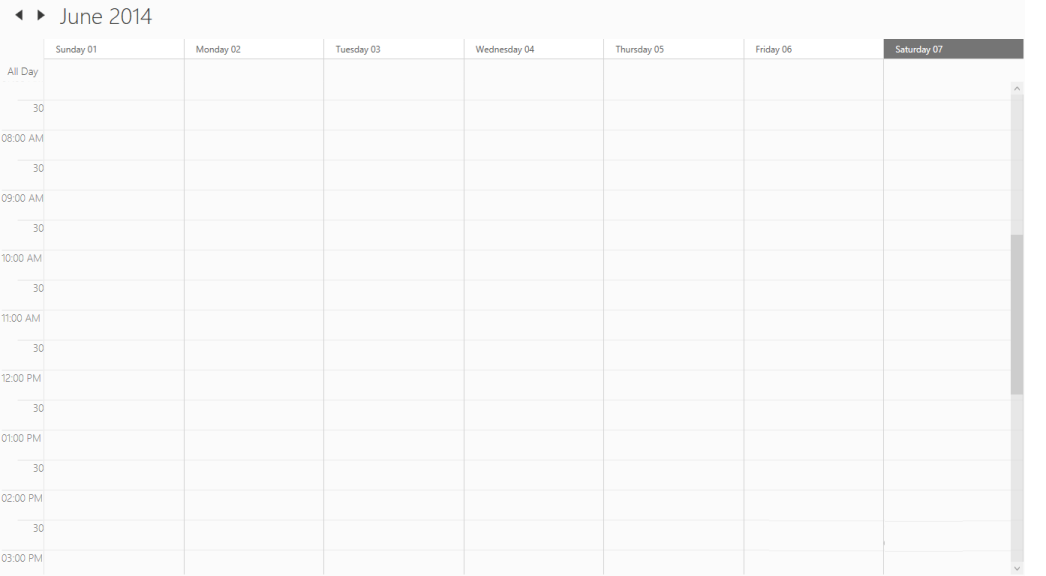 June 2014
Sunday 01 Monday 02 Tuesday 03 Wednesday 04 Thursday 05 Friday 06 Saturday 07
All Day
30
08:00 AM
30
09:00 AM
30
10:00 AM
30
11:00 AM
30
12:00 PM
30
01:00 PM
30
02:00 PM
30
03:00 PM